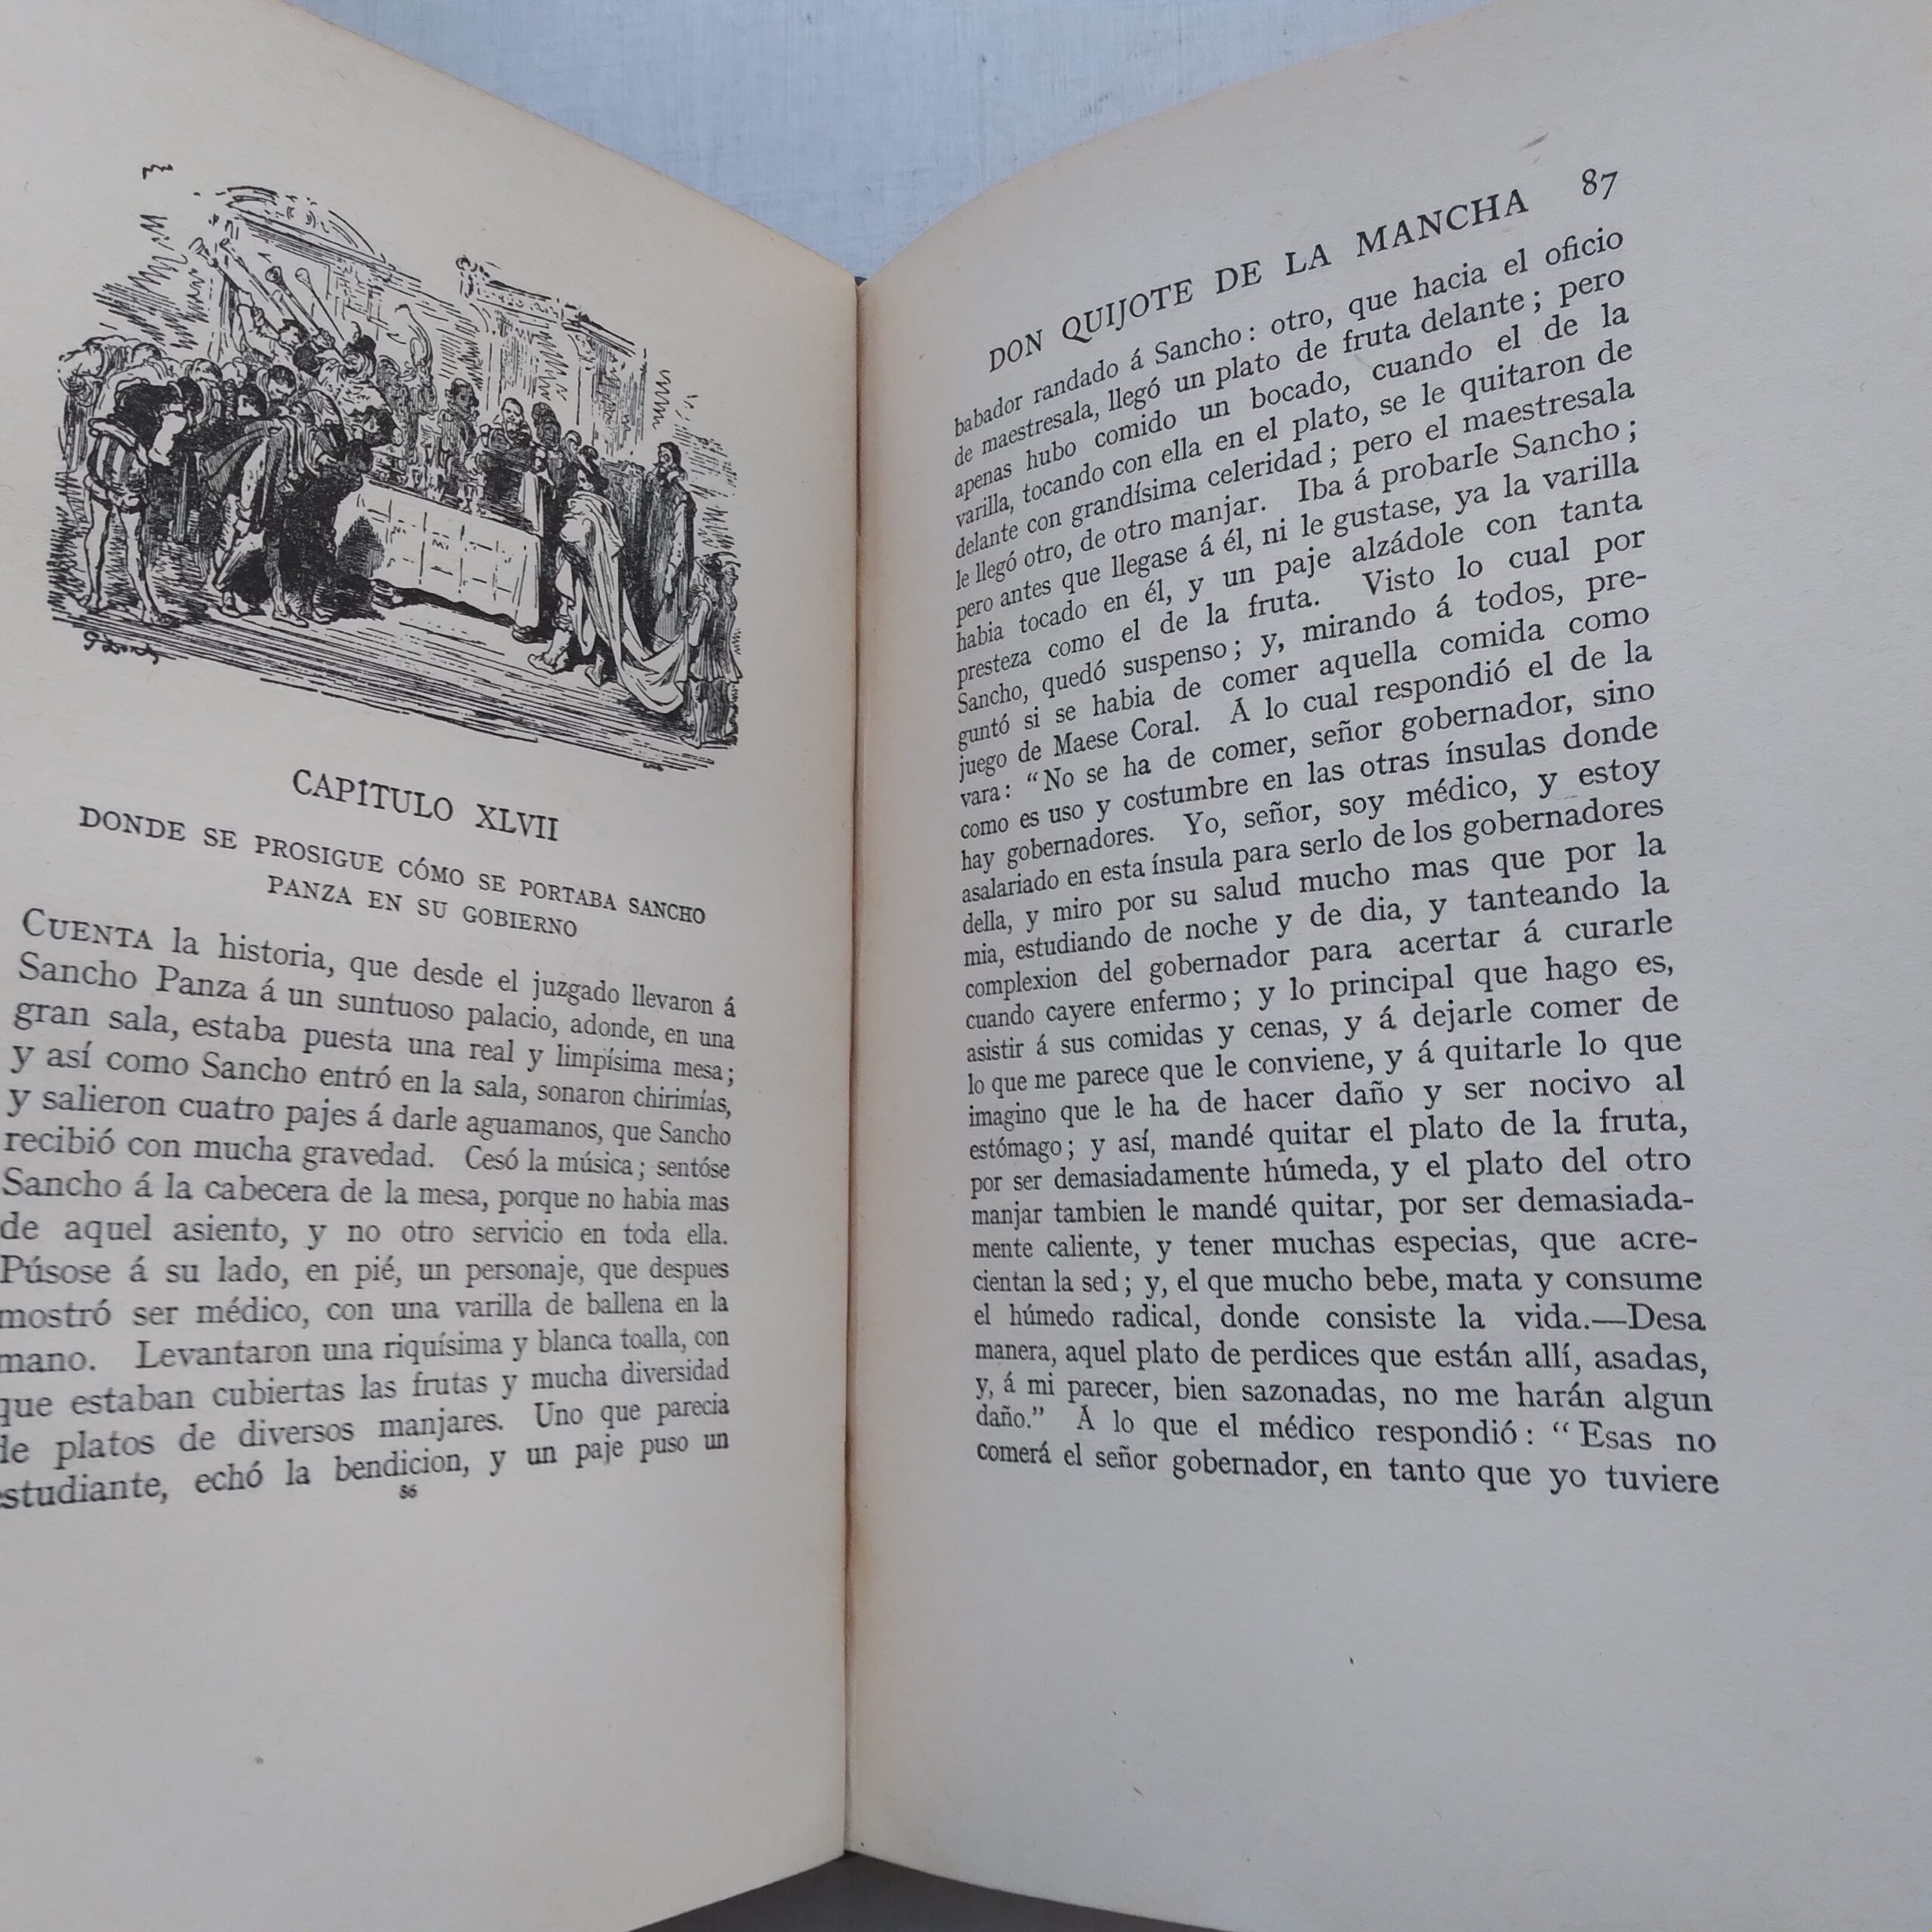 G Doré
CAPÍTULO XLVII
DONDE SE PROSIGUE CÓMO SE PORTABA SANCHO
PANZA EN SU GOBIERNO
CUENTA la historia, que desde el juzgado llevaron á
Sancho Panza á un suntuoso palacio, adonde, en una
gran sala, estaba puesta una real y limpísima mesa;
y así como Sancho entró en la sala, sonaron chirimías,
y salieron cuatro pajes á darle aguamanos, que Sancho
recibió con mucha gravedad. Cesó la música; sentóse
Sancho á la cabecera de la mesa, porque no habia mas
de aquel asiento, y no otro servicio en toda ella.
Púsose á su lado, en pié, un personaje, que despues
mostró ser médico, con una varilla de ballena en la
mano. Levantaron una riquísima y blanca toalla, con
que estaban cubiertas las frutas y mucha diversidad
de platos de diversos manjares. Uno que parecia
estudiante, echó la bendicion, y un paje puso un
86
DON QUIJOTE DE LA MANCHA 87
babador randado á Sancho: otro, que hacia el oficio
de maestresala, llegó un plato de fruta delante; pero
apenas hubo comido un bocado, cuando el de la
varilla, tocando con ella en el plato, se le quitaron de
delante con grandísima celeridad; pero el maestresala
le llegó otro, de otro manjar. Iba á probarle Sancho;
pero antes que llegase á él, ni le gustase, ya la varilla
habia tocado en él, y un paje alzádole con tanta
presteza como el de la fruta. Visto lo cual por
Sancho, quedó suspenso; y, mirando á todos, pre-
guntó si se habia de comer aquella comida como
juego de Maese Coral. Á lo cual respondió el de la
vara: "No se ha de comer, señor gobernador, sino
como es uso y costumbre en las otras ínsulas donde
hay gobernadores. Yo, señor, soy médico, y estoy
asalariado en esta ínsula para serlo de los gobernadores
della, y miro por su salud mucho mas que por la
mia, estudiando de noche y de dia, y tanteando la
complexion del gobernador para acertar á curarle
cuando cayere enfermo; y lo principal que hago es,
asistir á sus comidas y cenas, y á dejarle comer de
lo que me parece que le conviene, y á quitarle lo que
imagino que le ha de hacer daño y ser nocivo al
estómago; y así, mandé quitar el plato de la fruta,
por ser demasiadamente húmeda, y el plato del otro
manjar tambien le mandé quitar, por ser demasiada-
mente caliente, y tener muchas especias, que acre-
cientan la sed; y, el que mucho bebe, mata y consume
el húmedo radical, donde consiste la vida.—Desa
manera, aquel plato de perdices que están allí, asadas,
y, á mi parecer, bien sazonadas, no me harán algun
daño." Á lo que el médico respondió: "Esas no
comerá el señor gobernador, en tanto que yo tuviere